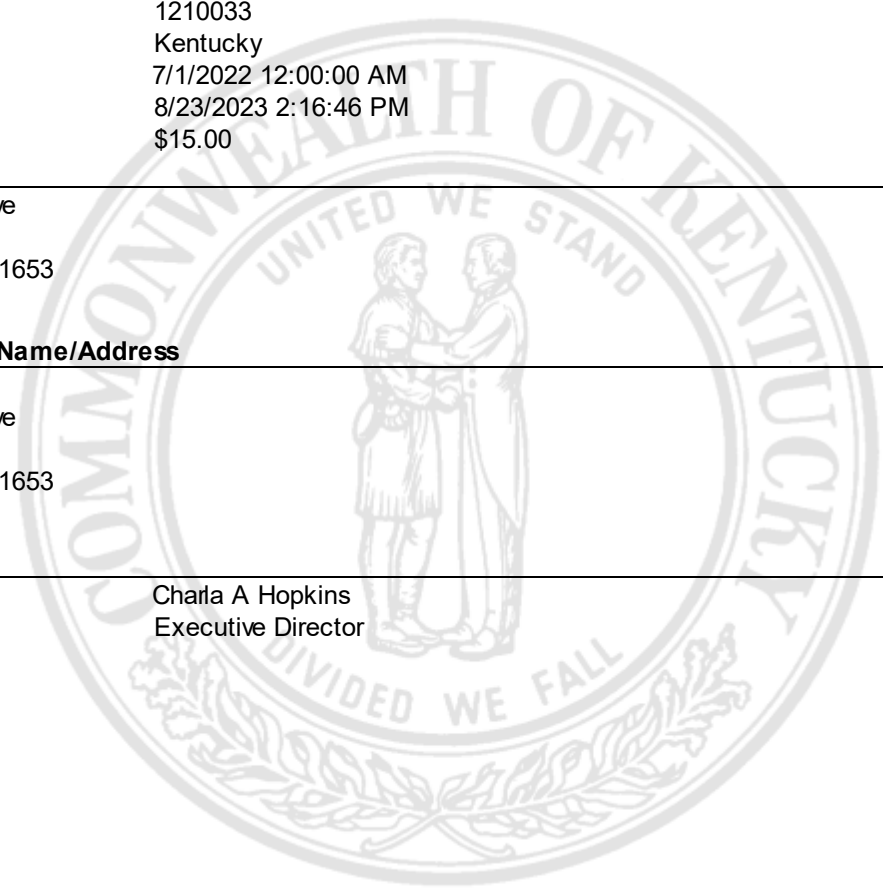 1210033
Kentucky
7/1/2022 12:00:00 AM
8/23/2023 2:16:46 PM
$15.00
ve
1653
Name/Address
ve
1653
Charla A Hopkins
Executive Director
COMMONWEALTH OF KENTUCKY
UNITED WE STAND
DIVIDED WE FALL